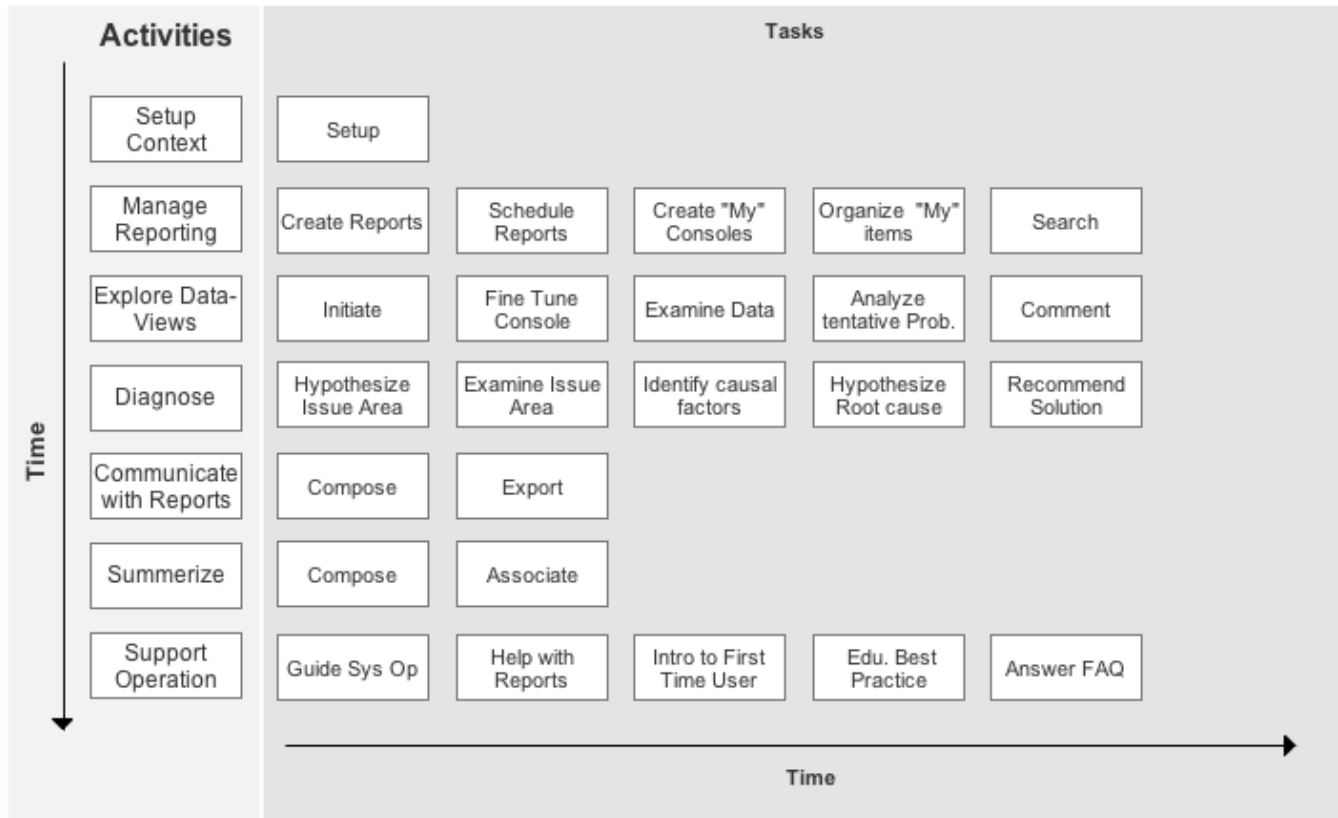 Activities
Tasks
Setup
Context
Setup
Manage
Reporting
Create Reports
Schedule
Reports
Create "My"
Consoles
Organize "My"
items
Search
Explore Data-
Views
Initiate
Fine Tune
Console
Examine Data
Analyze
tentative Prob.
Comment
Diagnose
Hypothesize
Issue Area
Examine Issue
Area
Identify causal
factors
Hypothesize
Root cause
Recommend
Solution
Time
Communicate
with Reports
Compose
Export
Summerize
Compose
Associate
Support
Operation
Guide Sys Op
Help with
Reports
Intro to First
Time User
Edu. Best
Practice
Answer FAQ
Time